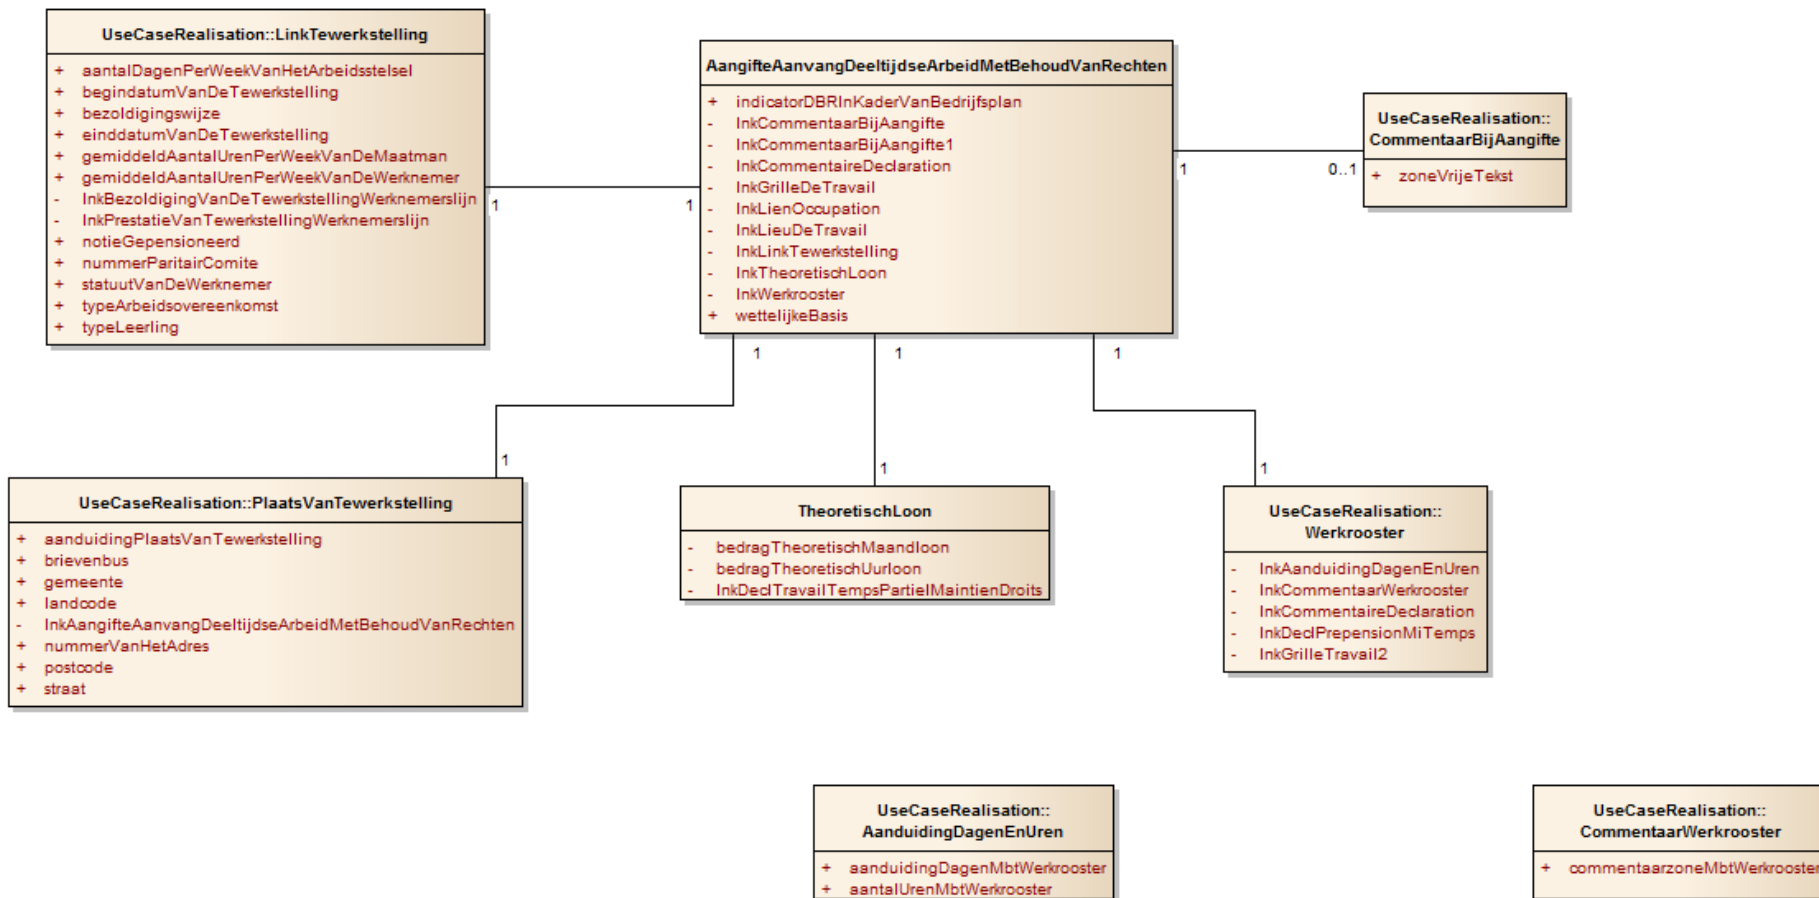 UseCaseRealisation::LinkTewerkstelling
+ aantalDagenPerWeekVanHetArbeidsstelsel
+ begindatumVanDeTewerkstelling
+ bezoldigingswijze
+ einddatumVanDeTewerkstelling
+ gemiddeldAantalUrenPerWeekVanDeMaatman
+ gemiddeldAantalUrenPerWeekVanDeWerknemer
- lnkBezoldigingVanDeTewerkstellingWerknemerslijn
- lnkPrestatieVanTewerkstellingWerknemerslijn
+ notieGepensioneerd
+ nummerParitairComite
+ statuutVanDeWerknemer
+ typeArbeidsovereenkomst
+ typeLeerling
AangifteAanvangDeeltijdseArbeidMetBehoudVanRechten
+ indicatorDBRInKaderVanBedrijfsplan
- lnkCommentaarBijAangifte
- lnkCommentaarBijAangifte1
- lnkCommentaireDeclaration
- lnkGrilleDeTravail
- lnkLienOccupation
- lnkLieuDeTravail
- lnkLinkTewerkstelling
- lnkTheoretischLoon
- lnkWerkrooster
+ wettelijkeBasis
UseCaseRealisation::
CommentaarBijAangifte
+ zoneVrijeTekst
1
1
1
0..1
1
1
1
1
1
1
UseCaseRealisation::PlaatsVanTewerkstelling
+ aanduidingPlaatsVanTewerkstelling
+ brievenbus
+ gemeente
+ landcode
- lnkAangifteAanvangDeeltijdseArbeidMetBehoudVanRechten
+ nummerVanHetAdres
+ postcode
+ straat
TheoretischLoon
- bedragTheoretischMaandloon
- bedragTheoretischUurloon
- lnkDeclTravailTempsPartielMaintienDroits
UseCaseRealisation::
Werkrooster
- lnkAanduidingDagenEnUren
- lnkCommentaarWerkrooster
- lnkCommentaireDeclaration
- lnkDeclPrepensionMiTemps
- lnkGrilleTravail2
UseCaseRealisation::
AanduidingDagenEnUren
+ aanduidingDagenMbtWerkrooster
+ aantalUrenMbtWerkrooster
UseCaseRealisation::
CommentaarWerkrooster
+ commentaarzoneMbtWerkrooster